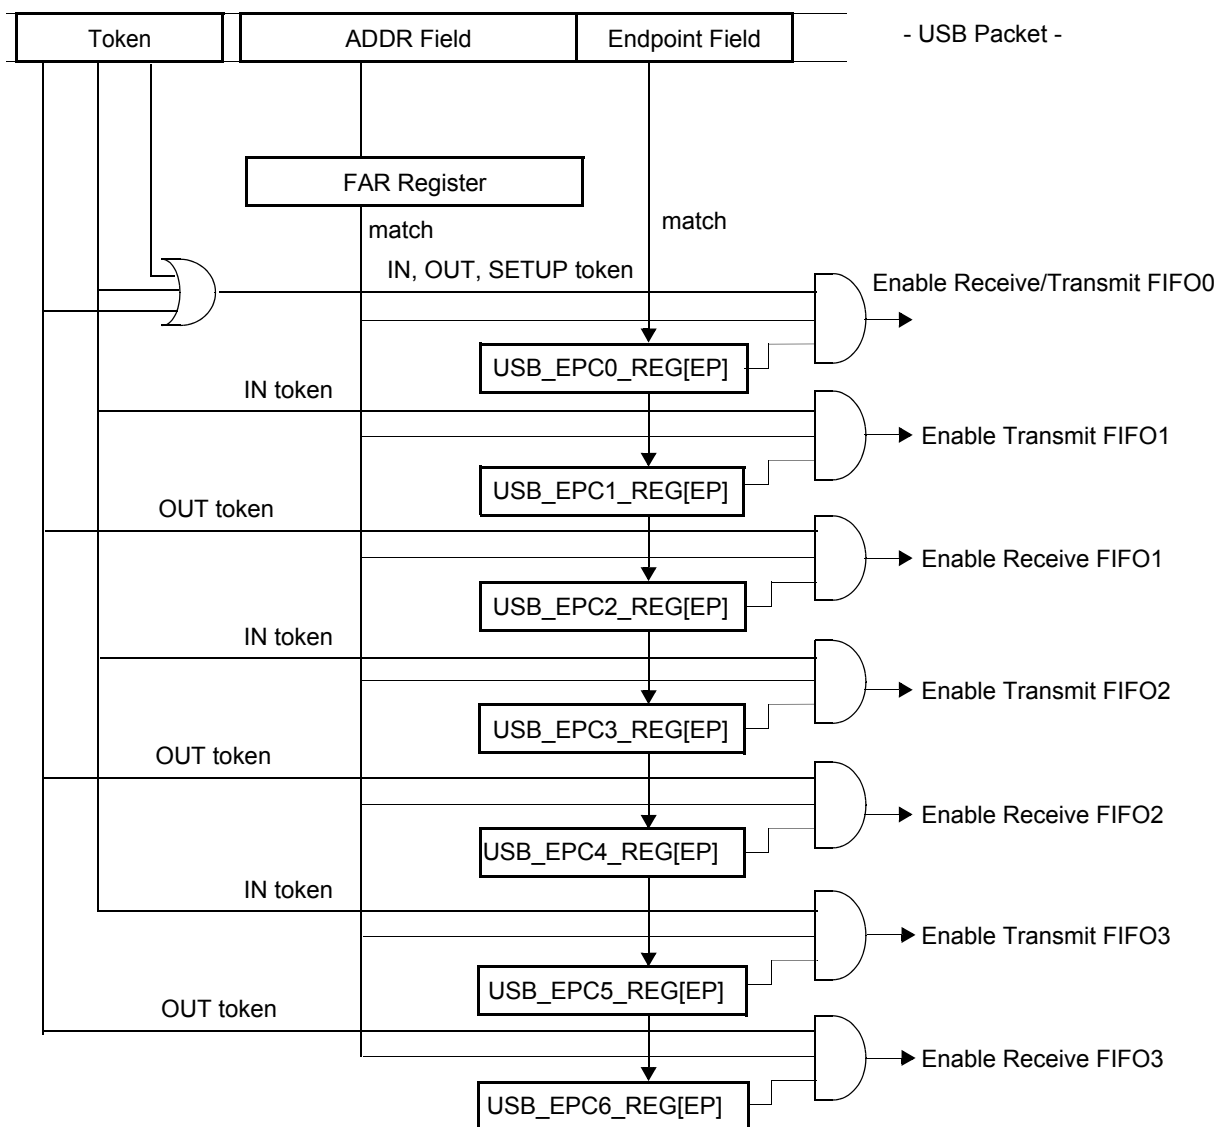 Token
ADDR Field
Endpoint Field
- USB Packet -
FAR Register
match
match
IN, OUT, SETUP token
Enable Receive/Transmit FIFO0
USB_EPC0_REG[EP]
IN token
Enable Transmit FIFO1
USB_EPC1_REG[EP]
OUT token
Enable Receive FIFO1
USB_EPC2_REG[EP]
IN token
Enable Transmit FIFO2
USB_EPC3_REG[EP]
OUT token
Enable Receive FIFO2
USB_EPC4_REG[EP]
IN token
Enable Transmit FIFO3
USB_EPC5_REG[EP]
OUT token
Enable Receive FIFO3
USB_EPC6_REG[EP]